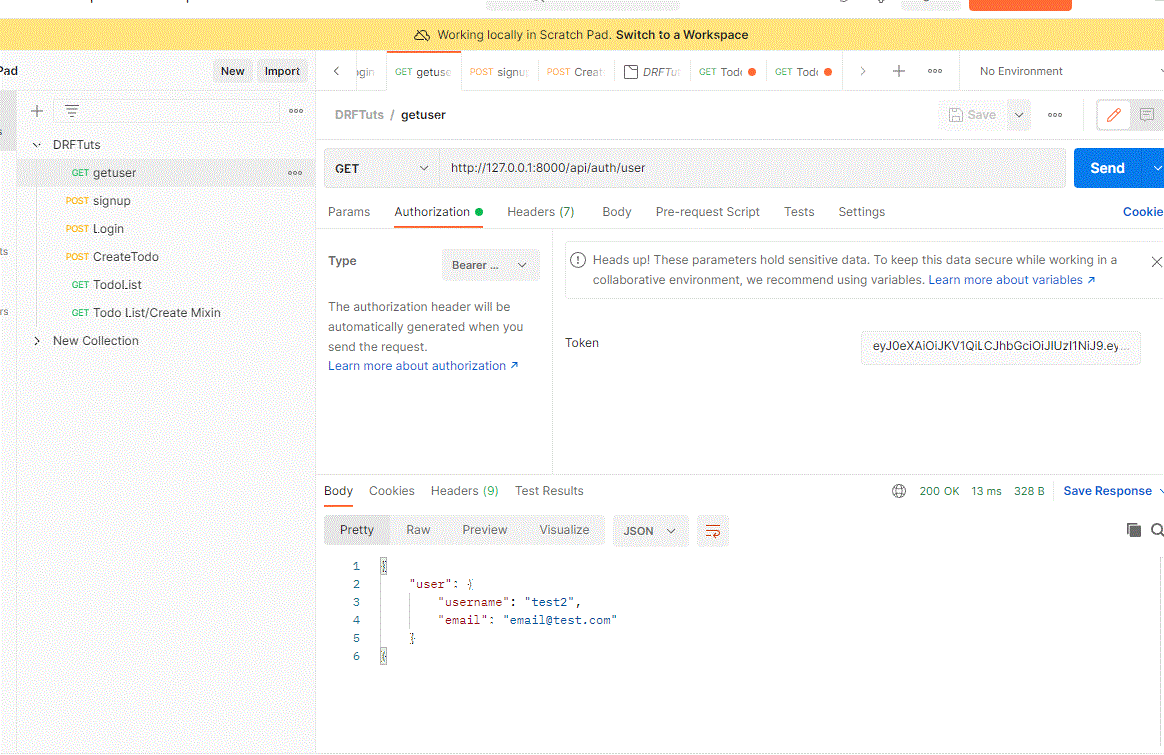 Working locally in Scratch Pad. Switch to a Workspace
Pad
New Import
GET getuse POST signu POST Creat DRFTut GET Todo GET Todo No Environment
DRFTuts / getuser
Save
DRFTuts
GET getuser
POST signup
POST Login
POST CreateTodo
GET TodoList
GET Todo List/Create Mixin
New Collection
GET http://127.0.0.1:8000/api/auth/user
Send
Params Authorization Headers (7) Body Pre-request Script Tests Settings
Cookie
Type Bearer ...
The authorization header will be
automatically generated when you
send the request.
Learn more about authorization ↗
Heads up! These parameters hold sensitive data. To keep this data secure while working in a
collaborative environment, we recommend using variables. Learn more about variables ↗
Token
eyJ0eXAiOiJKV1QiLCJhbGciOiJIUzI1NiJ9.ey...
Body Cookies Headers (9) Test Results
200 OK 13 ms 328 B Save Response
Pretty Raw Preview Visualize JSON
1 {
2 "user": {
3 "username": "test2",
4 "email": "email@test.com"
5 }
6 }